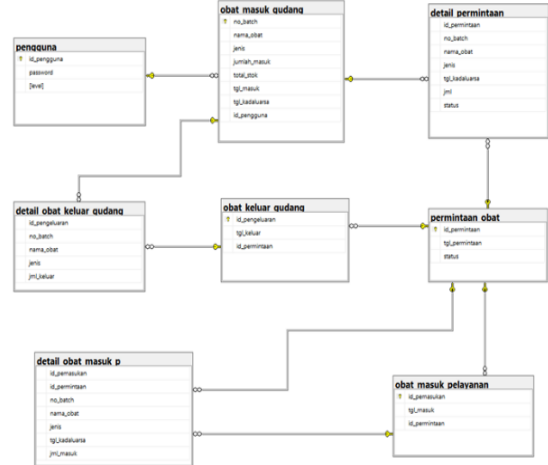 obat masuk gudang
no_batch
nama_obat
jenis
jumlah_masuk
total_stok
tgl_masuk
tgl_kadaluarsa
id_pengguna
detail permintaan
id_permintaan
no_batch
nama_obat
jenis
tgl_kadaluarsa
jml
status
pengguna
id_pengguna
password
[level]
detail obat keluar gudang
id_pengeluaran
no_batch
nama_obat
jenis
jml_keluar
obat keluar gudang
id_pengeluaran
tgl_keluar
id_permintaan
permintaan obat
id_permintaan
tgl_permintaan
status
detail obat masuk p
id_pemasukan
id_permintaan
no_batch
nama_obat
jenis
tgl_kadaluarsa
jml_masuk
obat masuk pelayanan
id_pemasukan
tgl_masuk
id_permintaan